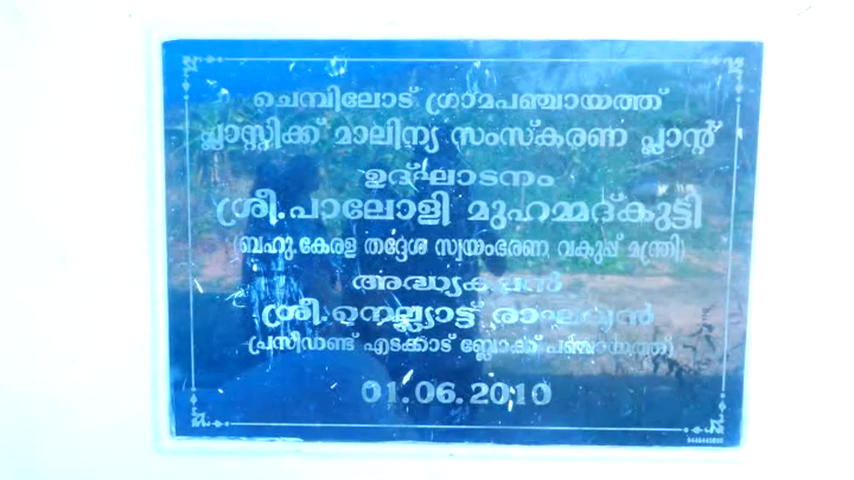 ചെമ്പിലോട് ഗ്രാമപഞ്ചായത്ത്
പ്ലാസ്റ്റിക്ക് മാലിന്യ സംസ്കരണ പ്ലാന്റ്
ഉദ്ഘാടനം
ശ്രീ.പാലോളി മുഹമ്മദ്കുട്ടി
(ബഹു.കേരള തദ്ദേശ സ്വയംഭരണ വകുപ്പ് മന്ത്രി)
അദ്ധ്യക്ഷൻ
ശ്രീ. രാഘവൻ
(പ്രസിഡണ്ട് എടക്കാട് ബ്ലോക്ക് പഞ്ചായത്ത്)
01.06.2010